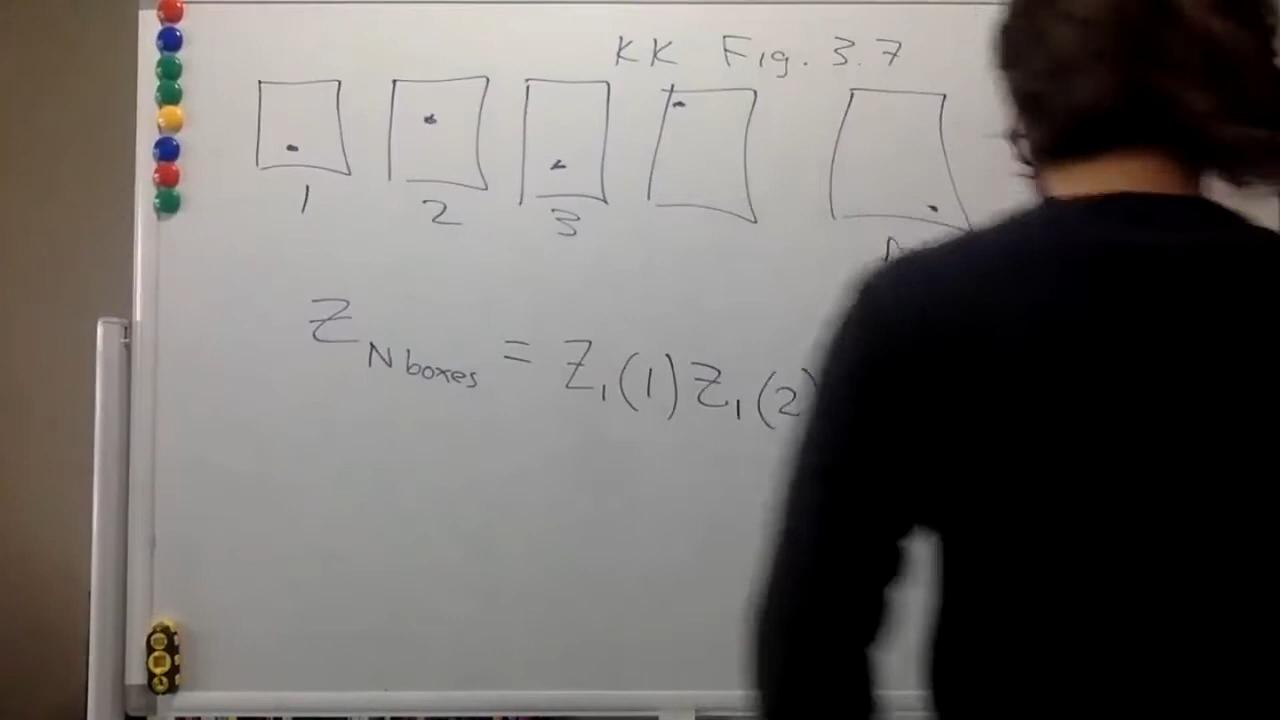 KK Fig. 3.7
1 2 3
Z N boxes = Z₁(1) Z₁(2)